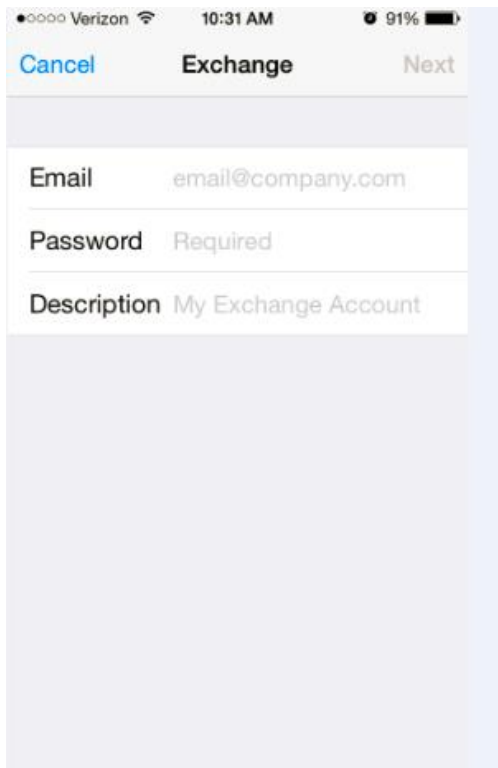 Verizon 10:31 AM 91%
Cancel Exchange Next
Email email@company.com
Password Required
Description My Exchange Account